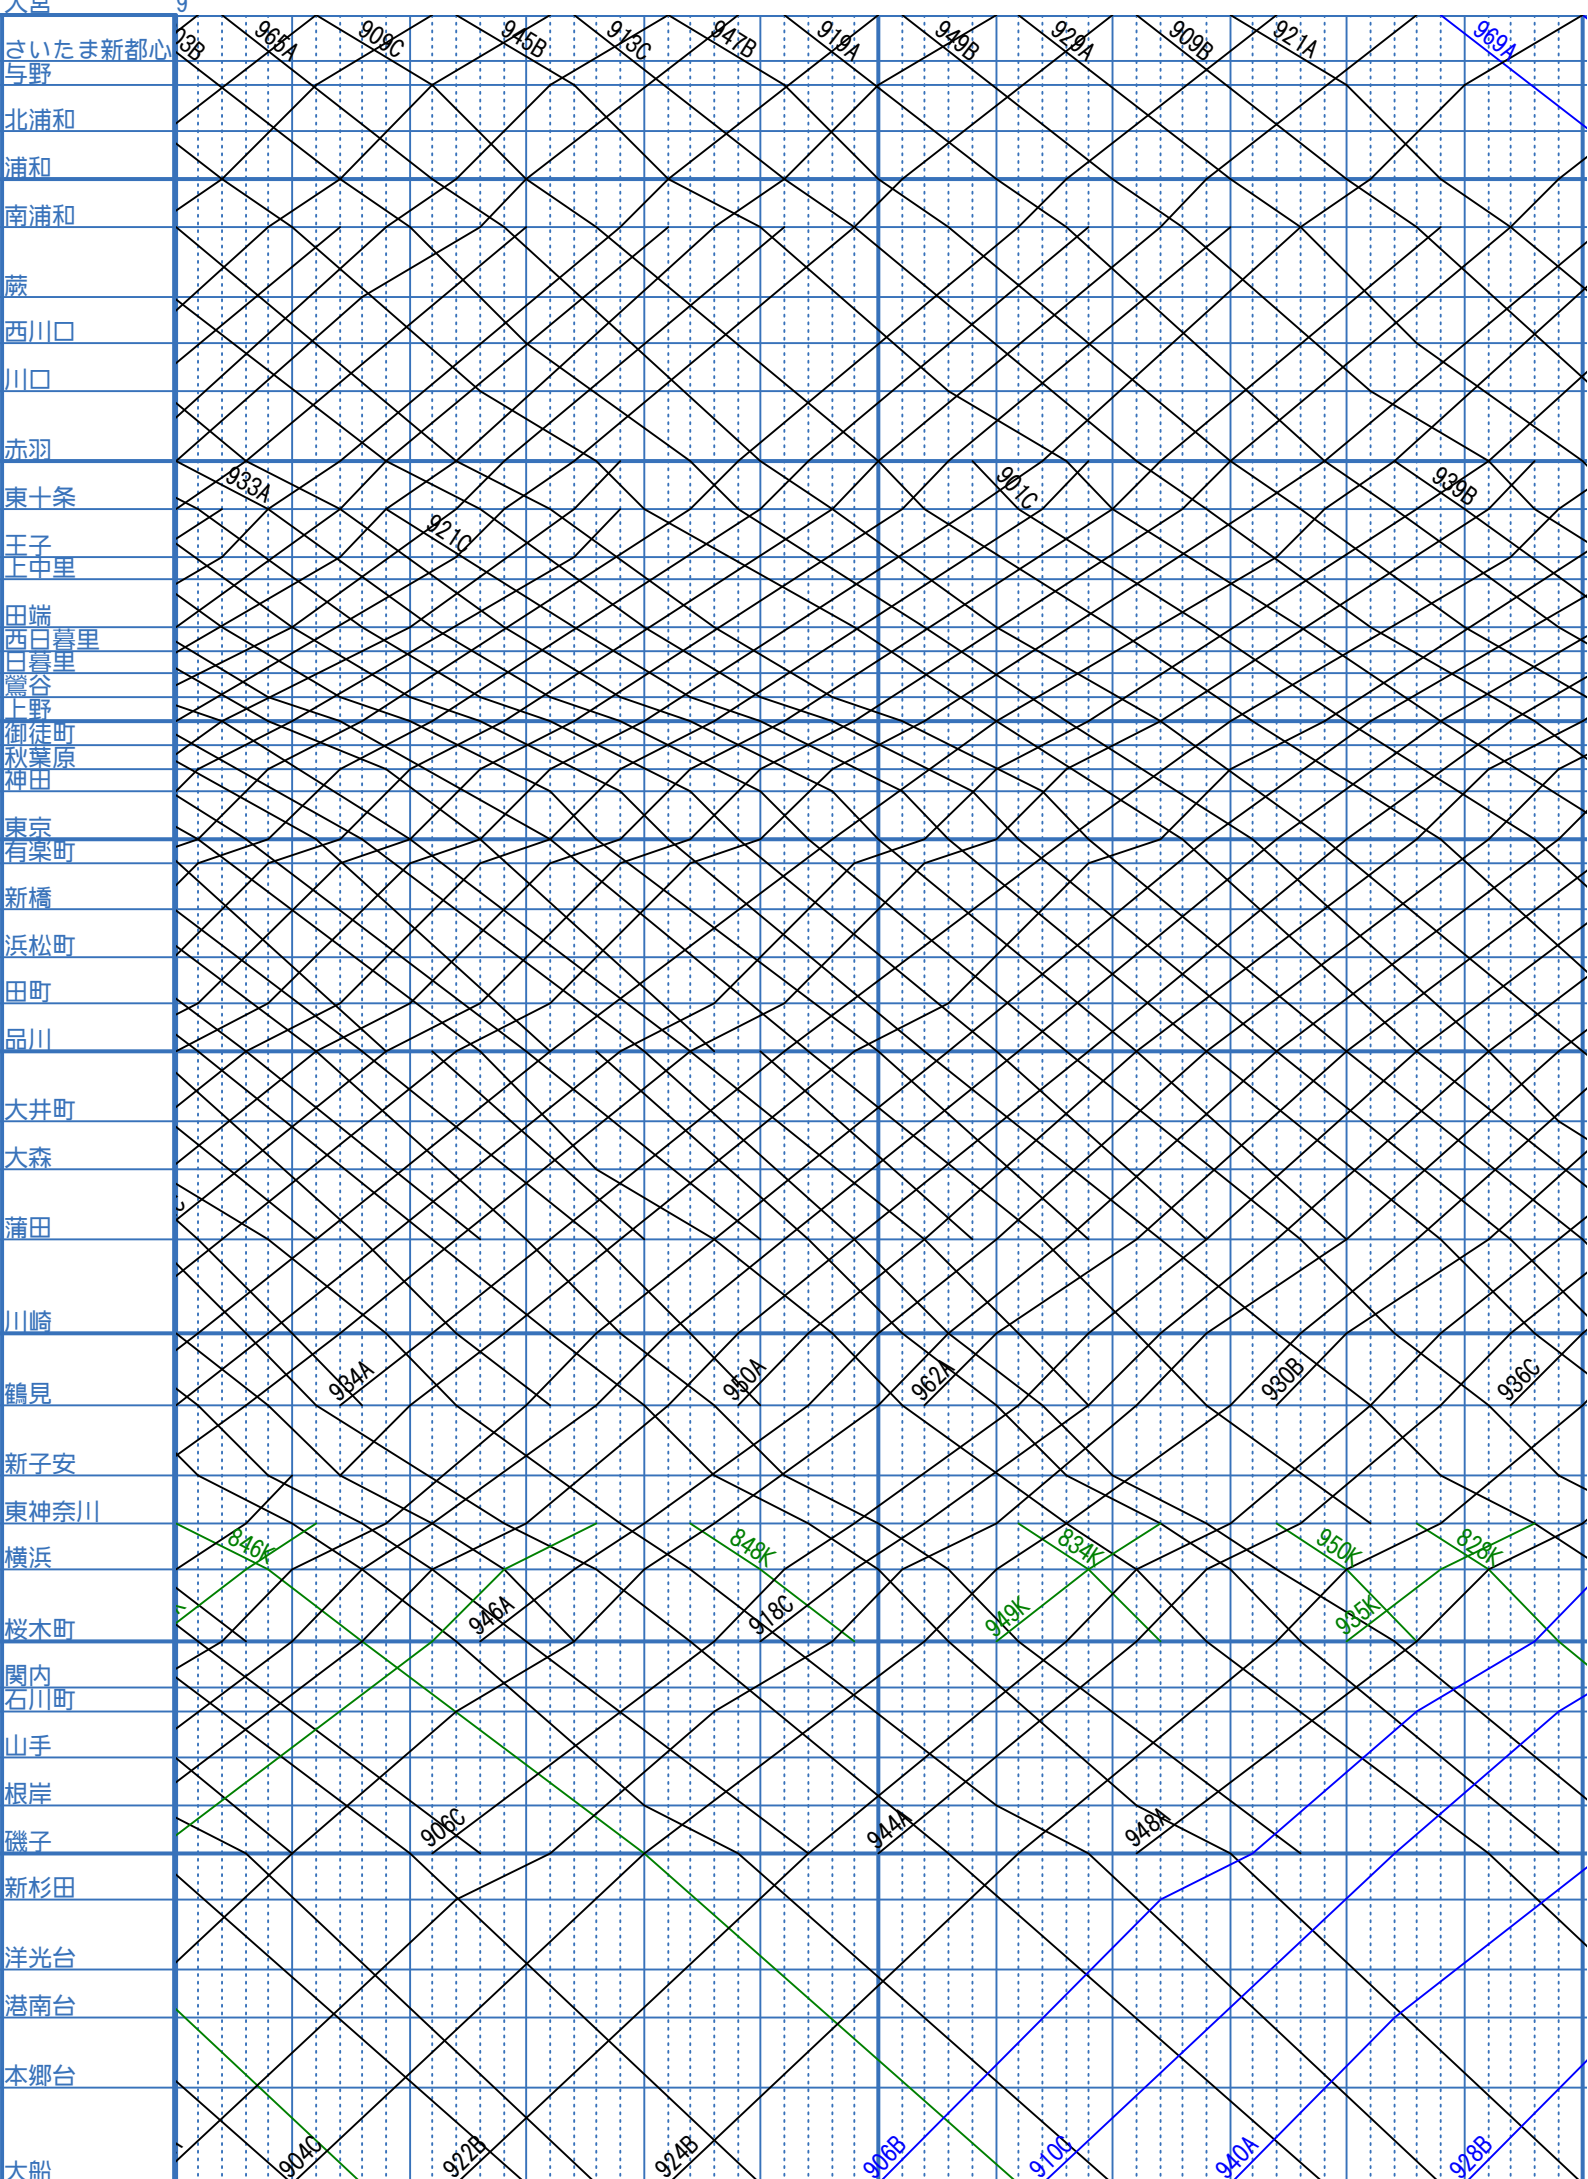 大宮 9
さいたま新都心 03B 965A 909C 945B 913C 947B 919A 949B 929A 909B 921A 969A
与野
北浦和
浦和
南浦和
蕨
西川口
川口
赤羽
東十条 933A 901C 939B
王子 921C
上中里
田端
西日暮里
日暮里
鶯谷
上野
御徒町
秋葉原
神田
東京
有楽町
新橋
浜松町
田町
品川
大井町
大森
蒲田
川崎
鶴見 934A 950A 962A 930B 936C
新子安
東神奈川
横浜 846K 848K 834K 950K 828K
桜木町 946A 918C 949K 935K
関内
石川町
山手
根岸
磯子 906C 944A 948A
新杉田
洋光台
港南台
本郷台
大船 904C 922B 924B 906B 910C 940A 928B